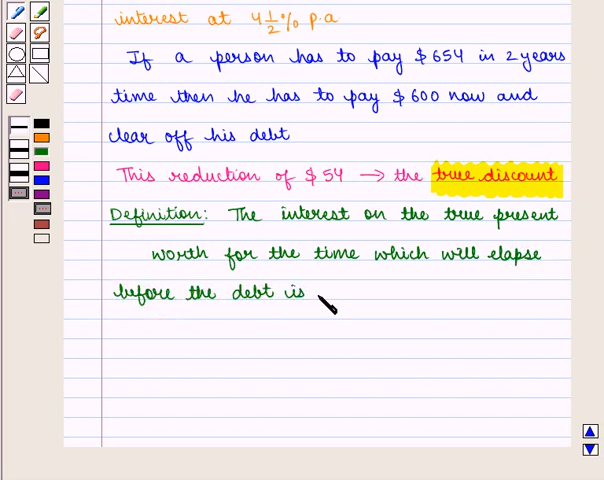 interest at 4 1/2 % p.a
If a person has to pay $ 654 in 2 years
time then he has to pay $ 600 now and
clear off his debt
This reduction of $ 54 → the true discount
Definition: The interest on the true present
worth for the time which will elapse
before the debt is